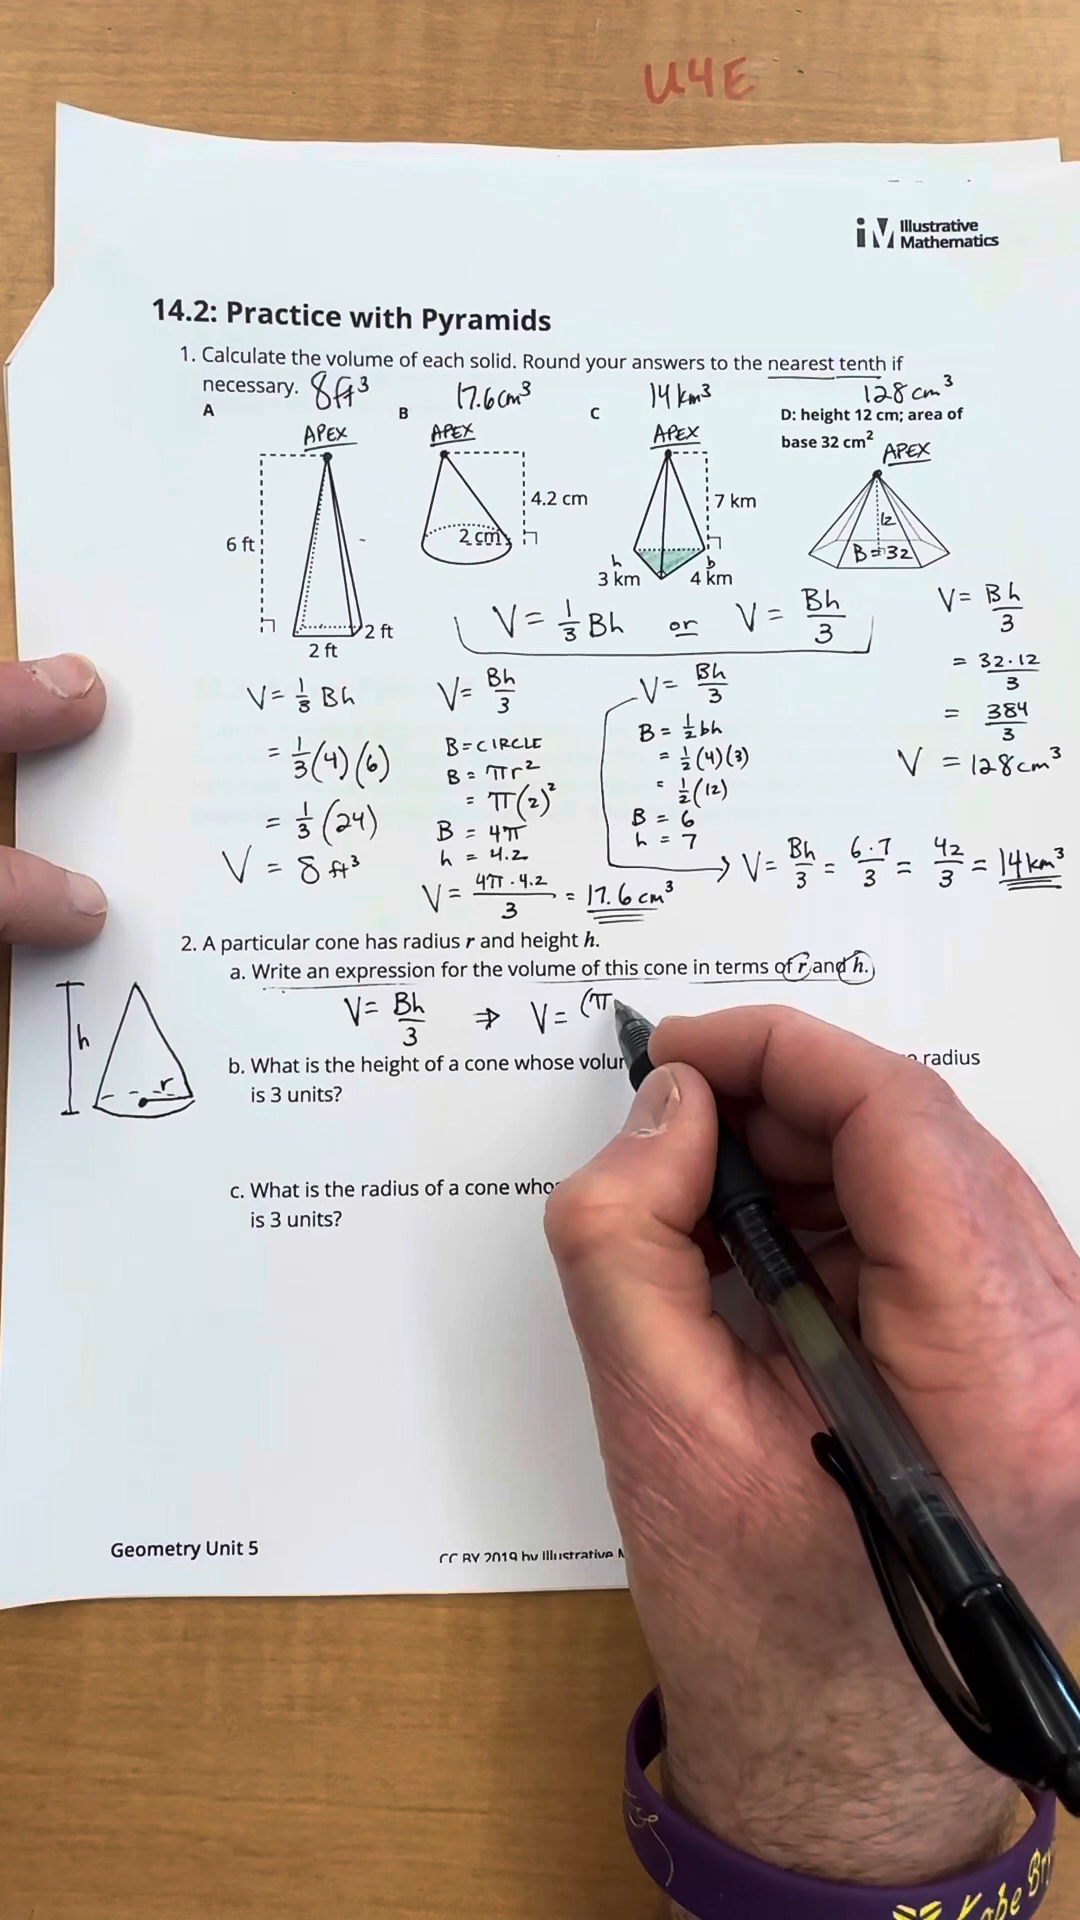 U4E
Illustrative
Mathematics
14.2: Practice with Pyramids
1. Calculate the volume of each solid. Round your answers to the nearest tenth if
necessary. 8ft³ 17.6cm³ 14km³ 128cm³
A B C D: height 12 cm; area of
base 32 cm²
APEX APEX APEX APEX
6 ft
2 ft
2 ft
4.2 cm
2 cm
7 km
h b
3 km 4 km
12
B=32
V = 1/3 Bh or V = Bh/3
V = 1/3 Bh
= 1/3 (4)(6)
= 1/3 (24)
V = 8 ft³
V = Bh/3
B = CIRCLE
B = πr²
= π(2)²
B = 4π
h = 4.2
V = 4π · 4.2/3 = 17.6 cm³
V = Bh/3
B = 1/2 bh
= 1/2 (4)(3)
= 1/2 (12)
B = 6
h = 7
V = Bh/3 = 6·7/3 = 42/3 = 14km³
V = Bh/3
= 32·12/3
= 384/3
V = 128cm³
2. A particular cone has radius r and height h.
a. Write an expression for the volume of this cone in terms of r and h.
V = Bh/3 ⇒ V = (π
h
r
b. What is the height of a cone whose radius
is 3 units?
c. What is the radius of a cone
is 3 units?
Geometry Unit 5
CC BY 2019 by Illustrative
Kobe